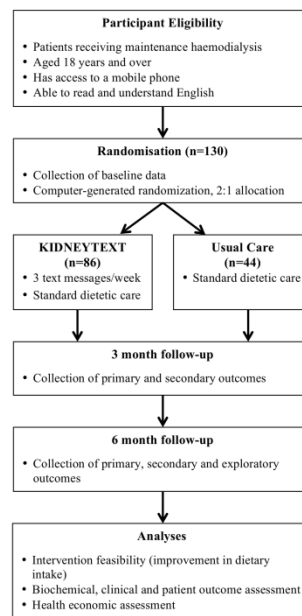 Participant Eligibility
• Patients receiving maintenance haemodialysis
• Aged 18 years and over
• Has access to a mobile phone
• Able to read and understand English
Randomisation (n=130)
• Collection of baseline data
• Computer-generated randomization, 2:1 allocation
KIDNEYTEXT
(n=86)
• 3 text messages/week
• Standard dietetic care
Usual Care
(n=44)
• Standard dietetic care
3 month follow-up
• Collection of primary and secondary outcomes
6 month follow-up
• Collection of primary, secondary and exploratory
outcomes
Analyses
• Intervention feasibility (improvement in dietary
intake)
• Biochemical, clinical and patient outcome assessment
• Health economic assessment